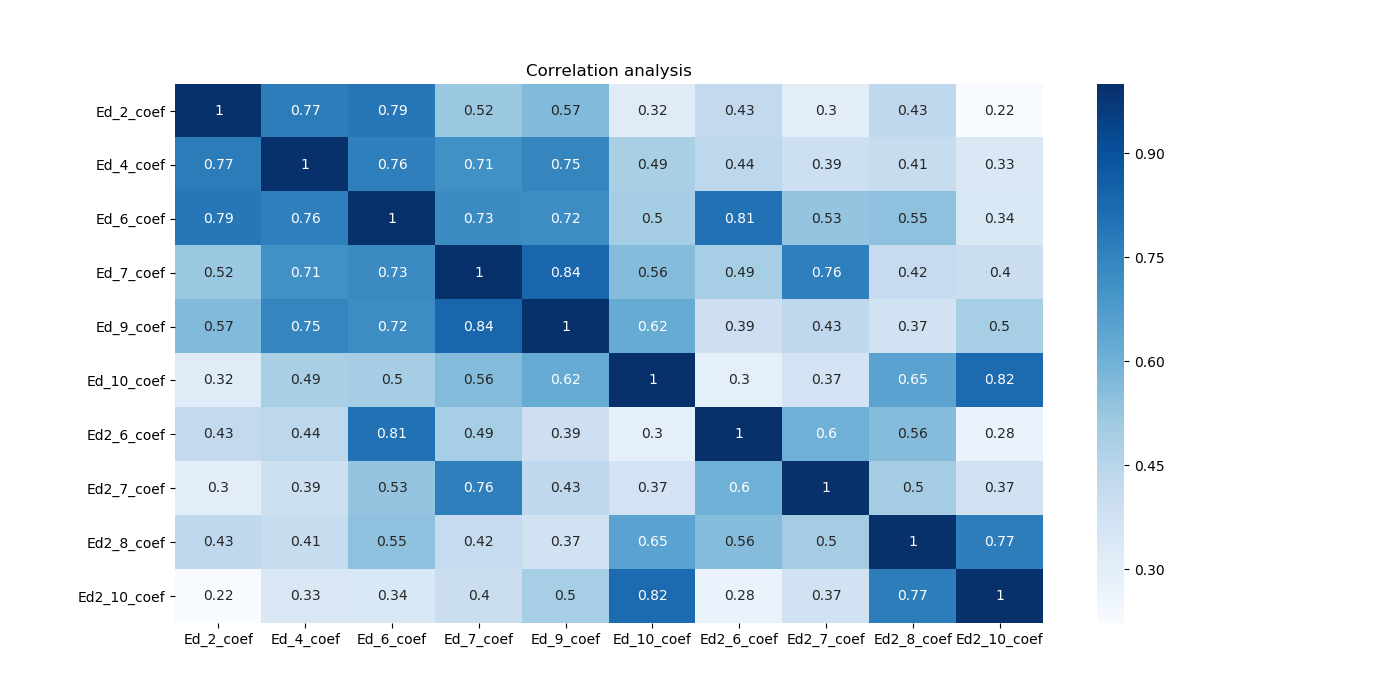 Correlation analysis
Ed_2_coef 1 0.77 0.79 0.52 0.57 0.32 0.43 0.3 0.43 0.22
Ed_4_coef 0.77 1 0.76 0.71 0.75 0.49 0.44 0.39 0.41 0.33
Ed_6_coef 0.79 0.76 1 0.73 0.72 0.5 0.81 0.53 0.55 0.34
Ed_7_coef 0.52 0.71 0.73 1 0.84 0.56 0.49 0.76 0.42 0.4
Ed_9_coef 0.57 0.75 0.72 0.84 1 0.62 0.39 0.43 0.37 0.5
Ed_10_coef 0.32 0.49 0.5 0.56 0.62 1 0.3 0.37 0.65 0.82
Ed2_6_coef 0.43 0.44 0.81 0.49 0.39 0.3 1 0.6 0.56 0.28
Ed2_7_coef 0.3 0.39 0.53 0.76 0.43 0.37 0.6 1 0.5 0.37
Ed2_8_coef 0.43 0.41 0.55 0.42 0.37 0.65 0.56 0.5 1 0.77
Ed2_10_coef 0.22 0.33 0.34 0.4 0.5 0.82 0.28 0.37 0.77 1
Ed_2_coef Ed_4_coef Ed_6_coef Ed_7_coef Ed_9_coef Ed_10_coef Ed2_6_coef Ed2_7_coef Ed2_8_coef Ed2_10_coef
0.90
0.75
0.60
0.45
0.30